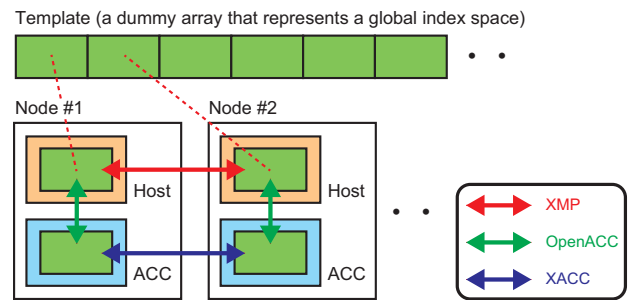 Template (a dummy array that represents a global index space)
. .
Node #1
Node #2
Host
Host
ACC
ACC
. .
XMP
OpenACC
XACC